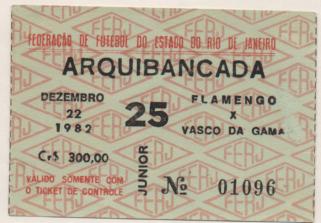 FEDERAÇÃO DE FUTEBOL DO ESTADO DO RIO DE JANEIRO
ARQUIBANCADA
DEZEMBRO
22
1982
25
FLAMENGO
X
VASCO DA GAMA
Cr$ 300,00
JUNIOR
VÁLIDO SOMENTE COM
O TICKET DE CONTRÔLE
Nº 01096